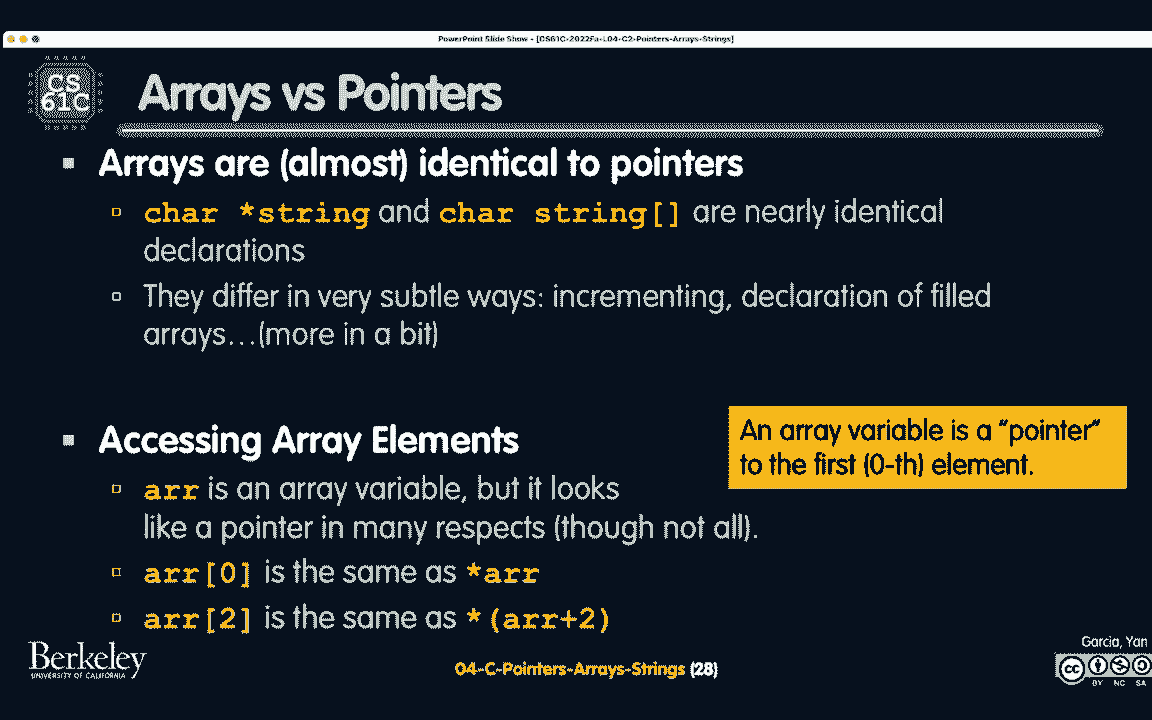 PowerPoint Slide Show - [CS61C-2022Fa-L04-C2-Pointers-Arrays-Strings]
CS
61C
Arrays vs Pointers
▪ Arrays are (almost) identical to pointers
▫ char *string and char string[] are nearly identical
declarations
▫ They differ in very subtle ways: incrementing, declaration of filled
arrays…(more in a bit)
▪ Accessing Array Elements
An array variable is a "pointer"
to the first (0-th) element.
▫ arr is an array variable, but it looks
like a pointer in many respects (though not all).
▫ arr[0] is the same as *arr
▫ arr[2] is the same as *(arr+2)
Berkeley
UNIVERSITY OF CALIFORNIA
04-C-Pointers-Arrays-Strings (28)
Garcia, Yan
cc
BY NC SA